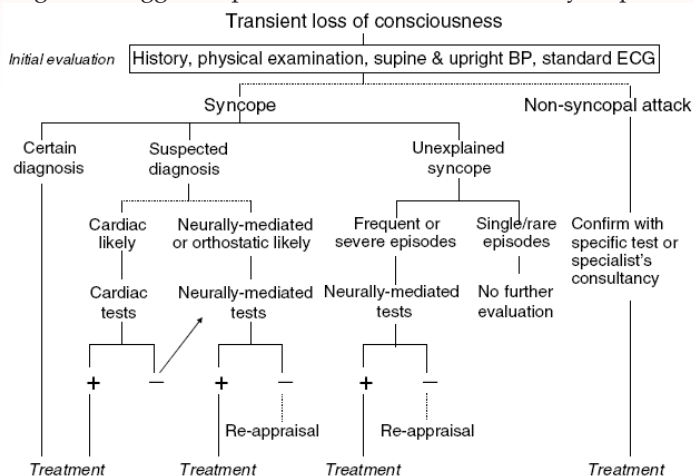 Transient loss of consciousness
Initial evaluation
History, physical examination, supine & upright BP, standard ECG
Syncope
Non-syncopal attack
Certain
diagnosis
Suspected
diagnosis
Unexplained
syncope
Cardiac
likely
Neurally-mediated
or orthostatic likely
Frequent or
severe episodes
Single/rare
episodes
Confirm with
specific test or
specialist's
consultancy
Cardiac
tests
Neurally-mediated
tests
Neurally-mediated
tests
No further
evaluation
+ – + – + –
Re-appraisal
Re-appraisal
Treatment
Treatment
Treatment
Treatment
Treatment